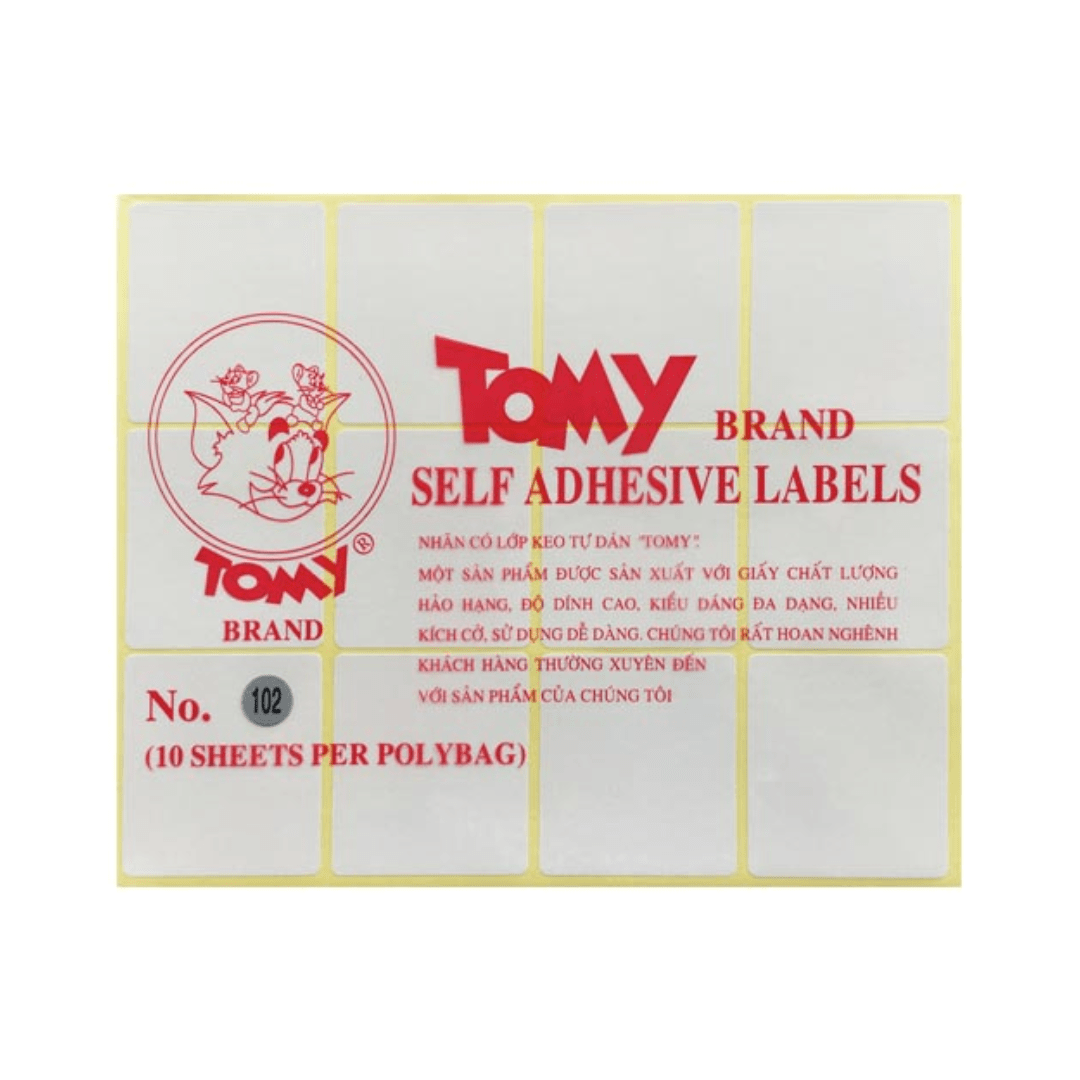 TOMY BRAND
SELF ADHESIVE LABELS
NHÃN CÓ LỚP KEO TỰ DÁN "TOMY".
MỘT SẢN PHẨM ĐƯỢC SẢN XUẤT VỚI GIẤY CHẤT LƯỢNG
HẢO HẠNG, ĐỘ DÍNH CAO, KIỂU DÁNG ĐA DẠNG, NHIỀU
KÍCH CỞ, SỬ DỤNG DỄ DÀNG. CHÚNG TÔI RẤT HOAN NGHÊNH
KHÁCH HÀNG THƯỜNG XUYÊN ĐẾN
VỚI SẢN PHẨM CỦA CHÚNG TÔI
TOMY®
BRAND
No. 102
(10 SHEETS PER POLYBAG)